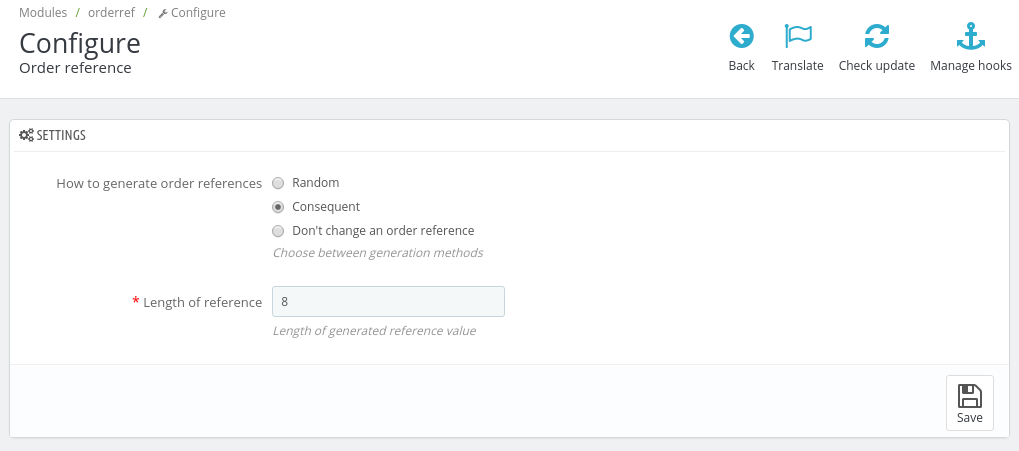 Modules / orderref / Configure
Configure
Order reference
Back Translate Check update Manage hooks
SETTINGS
How to generate order references Random
Consequent
Don't change an order reference
Choose between generation methods
* Length of reference 8
Length of generated reference value
Save